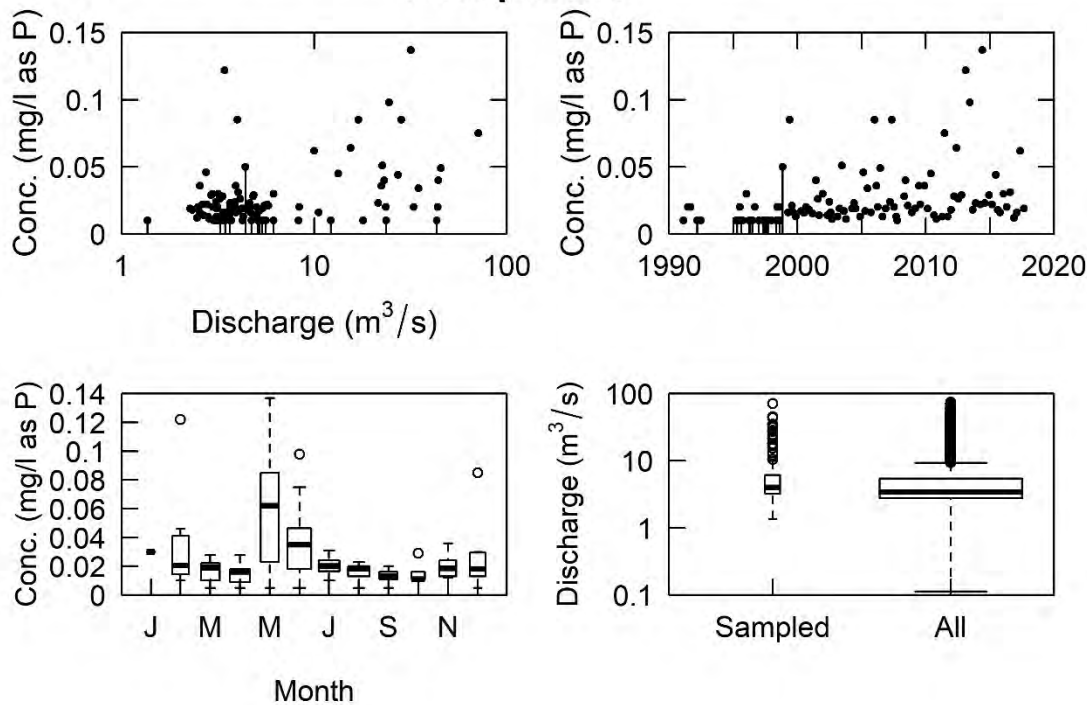 Conc. (mg/l as P)
0.15
0.1
0.05
0
1 10 100
Discharge (m³/s)
Conc. (mg/l as P)
0.15
0.1
0.05
0
1990 2000 2010 2020
Conc. (mg/l as P)
0.14
0.12
0.1
0.08
0.06
0.04
0.02
0
J M M J S N
Month
Discharge (m³/s)
100
10
1
0.1
Sampled All